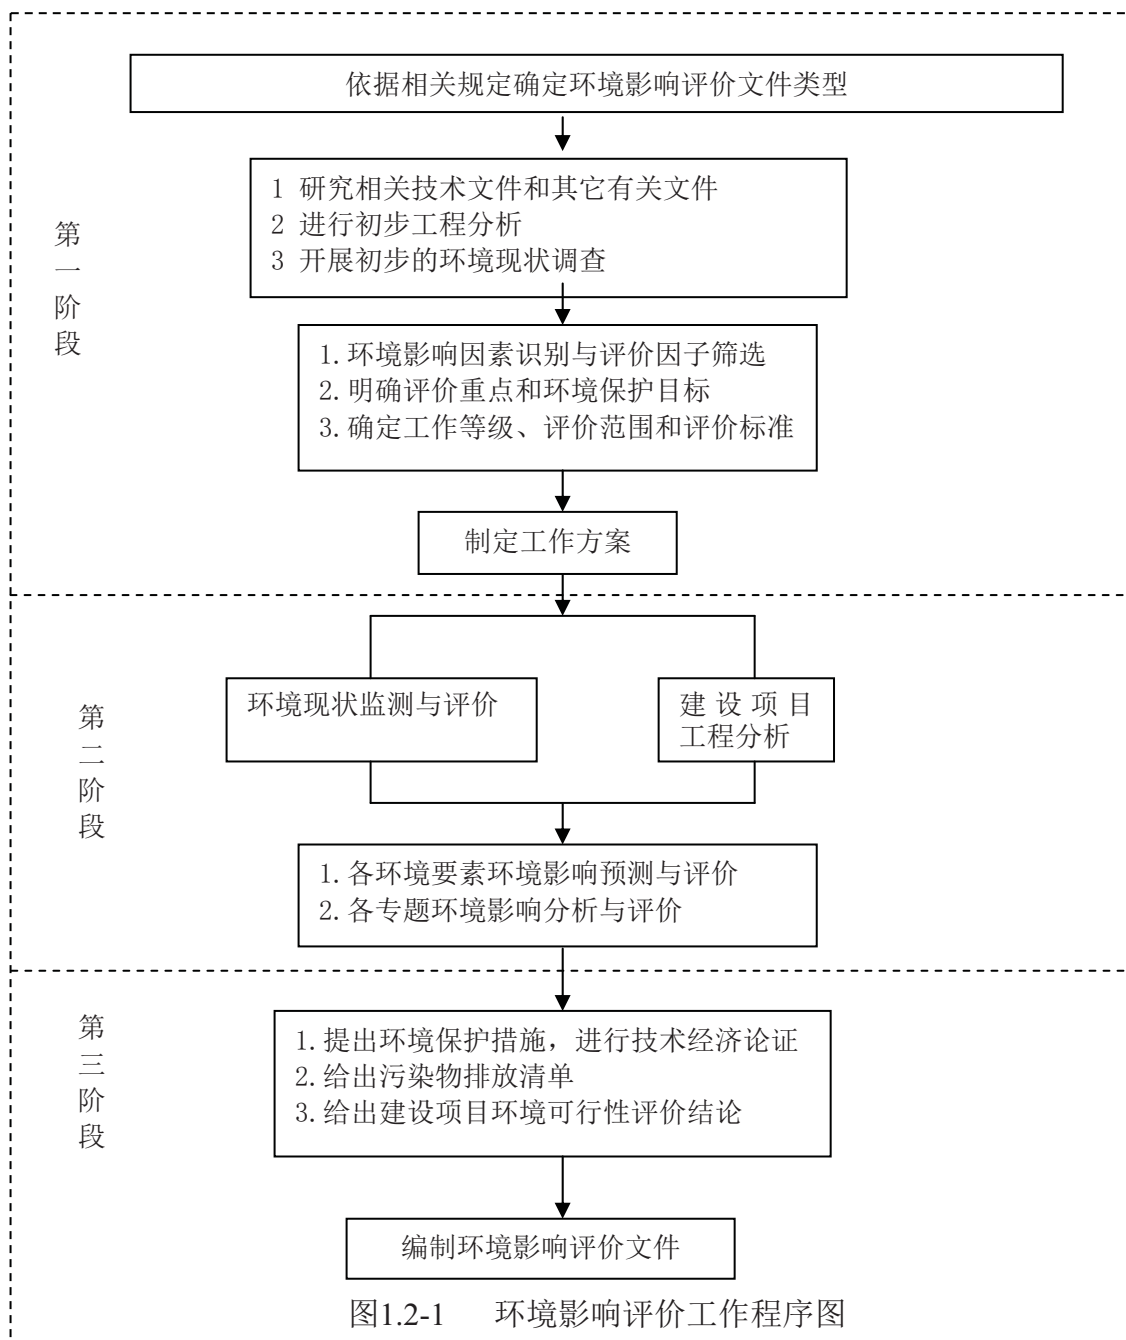 依据相关规定确定环境影响评价文件类型
第一阶段
1 研究相关技术文件和其它有关文件
2 进行初步工程分析
3 开展初步的环境现状调查
1.环境影响因素识别与评价因子筛选
2.明确评价重点和环境保护目标
3.确定工作等级、评价范围和评价标准
制定工作方案
第二阶段
环境现状监测与评价
建设项目
工程分析
1.各环境要素环境影响预测与评价
2.各专题环境影响分析与评价
第三阶段
1.提出环境保护措施，进行技术经济论证
2.给出污染物排放清单
3.给出建设项目环境可行性评价结论
编制环境影响评价文件
图1.2-1 环境影响评价工作程序图